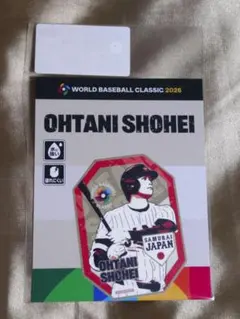 WORLD BASEBALL CLASSIC 2026
OHTANI SHOHEI
SAMURAI
JAPAN
OHTANI
SHOHEI